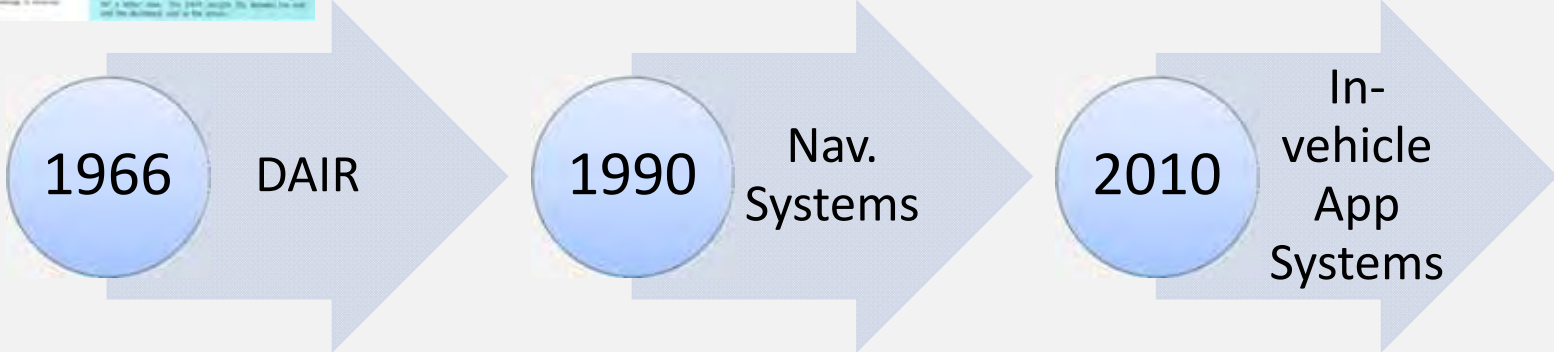 1966
DAIR
1990
Nav.
Systems
2010
In-
vehicle
App
Systems